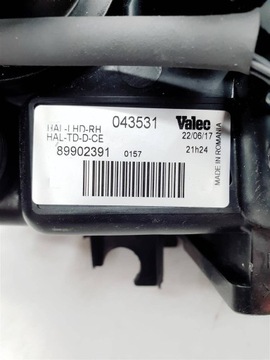 HAL-LHD-RH 043531 Valeo
HAL-TD-D-CE 22/06/17
89902391 0157 21h24
MADE IN ROMANIA